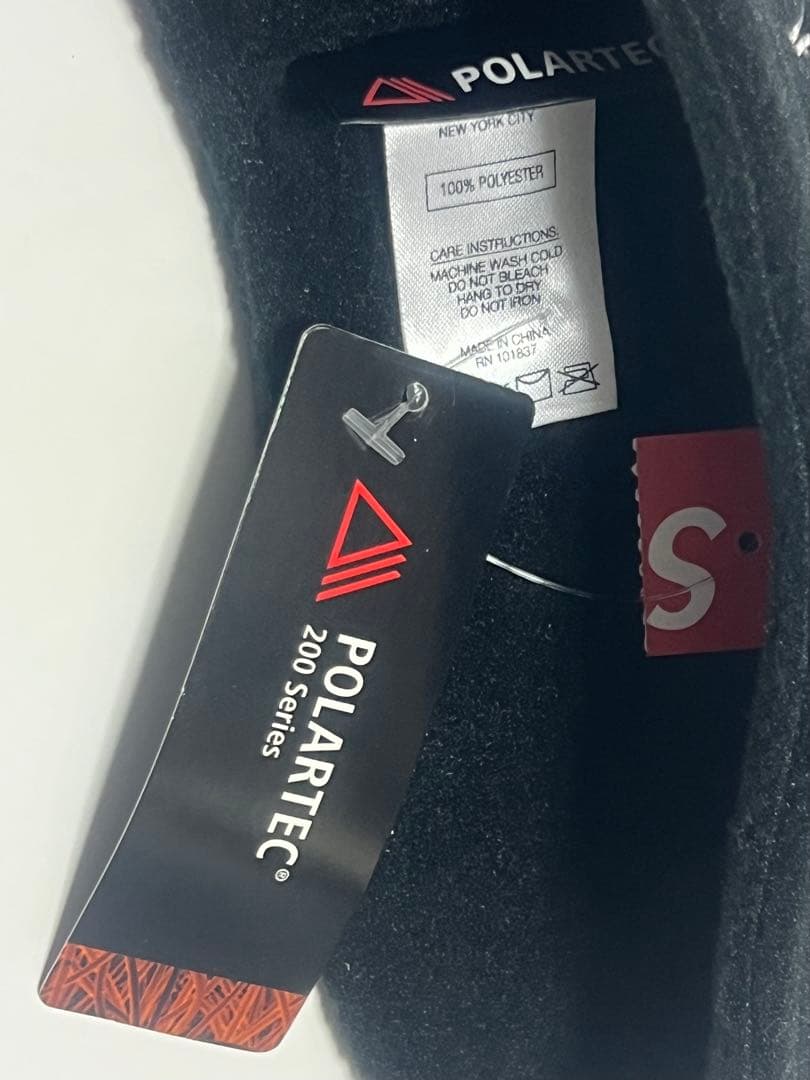 POLARTEC
NEW YORK CITY
100% POLYESTER
CARE INSTRUCTIONS:
MACHINE WASH COLD
DO NOT BLEACH
HANG TO DRY
DO NOT IRON
MADE IN CHINA
RN 101837
S
POLARTEC®
200 Series